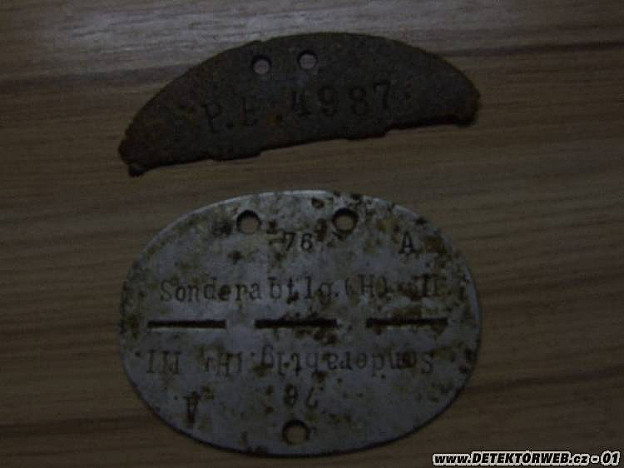 P.E. 4987
76 A
Sonderabtlg.(H) III
Sonderabtlg.(H) III
76
A
www.DETEKTORWEB.cz - 01